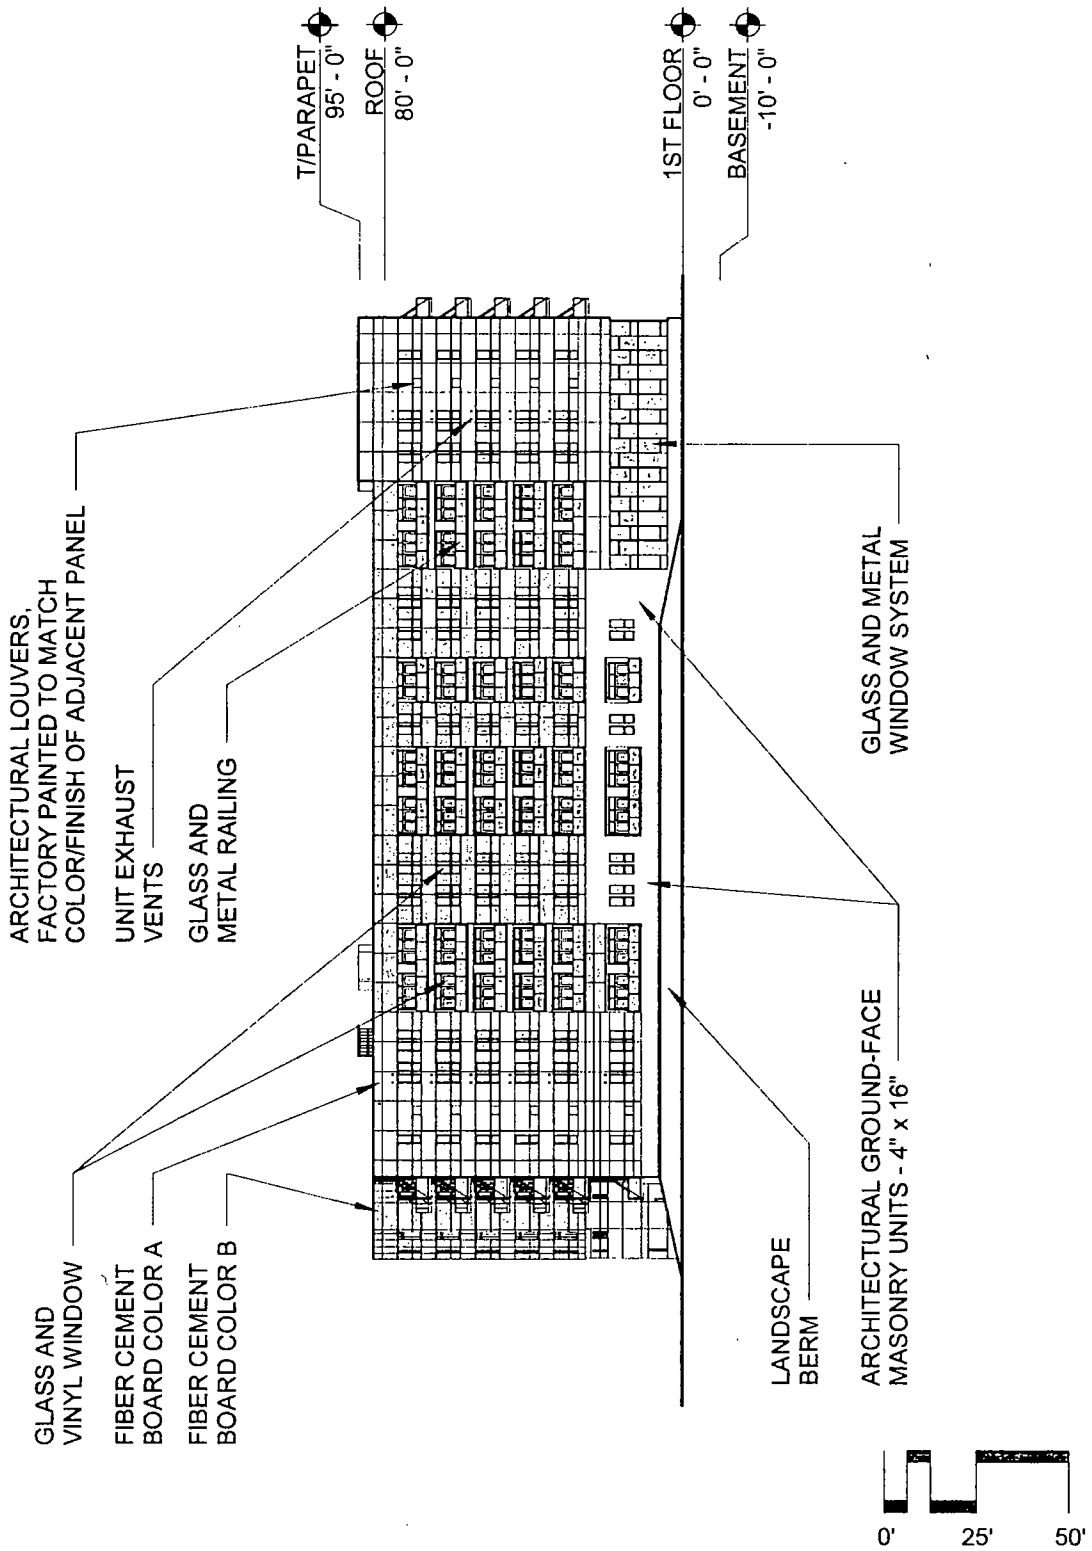 GLASS AND
VINYL WINDOW
FIBER CEMENT
BOARD COLOR A
FIBER CEMENT
BOARD COLOR B
ARCHITECTURAL LOUVERS,
FACTORY PAINTED TO MATCH
COLOR/FINISH OF ADJACENT PANEL
UNIT EXHAUST
VENTS
GLASS AND
METAL RAILING
T/PARAPET
95' - 0"
ROOF
80' - 0"
1ST FLOOR
0' - 0"
BASEMENT
-10' - 0"
LANDSCAPE
BERM
ARCHITECTURAL GROUND-FACE
MASONRY UNITS - 4" x 16"
GLASS AND METAL
WINDOW SYSTEM
0'
25'
50'